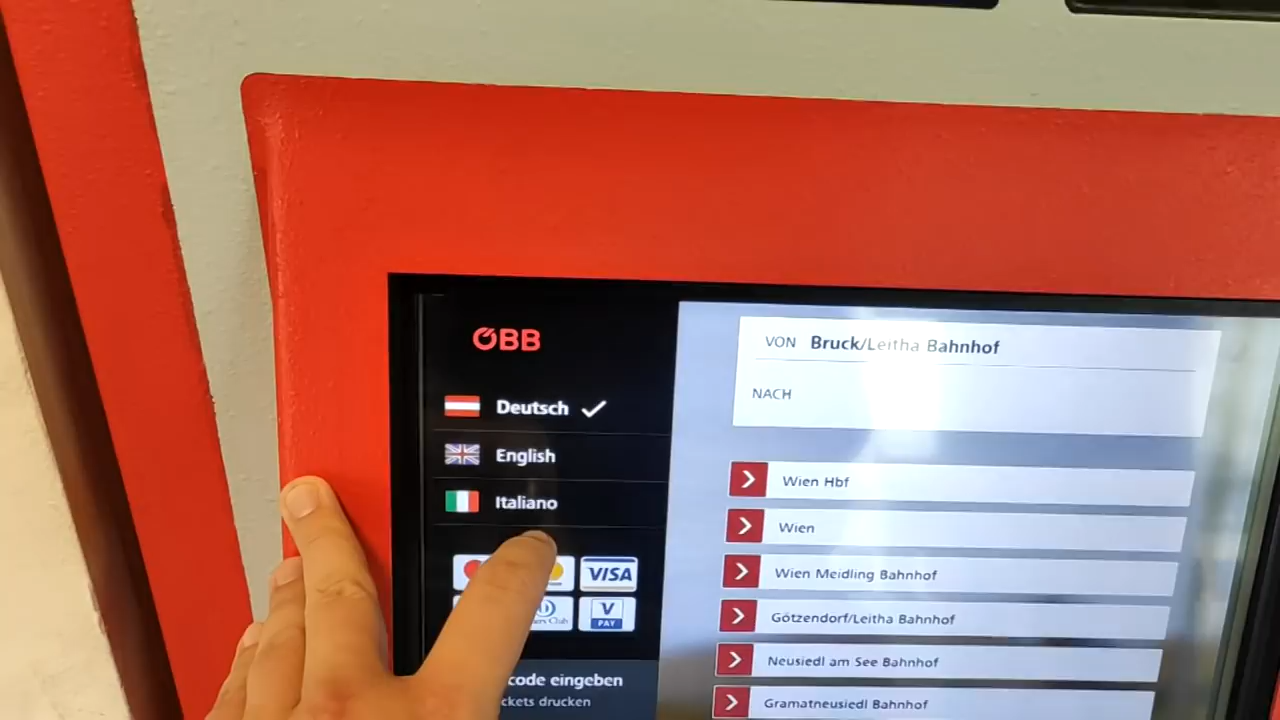 ÖBB
Deutsch
English
Italiano
VISA
V
PAY
code eingeben
ckets drucken
VON Bruck/Leitha Bahnhof
NACH
Wien Hbf
Wien
Wien Meidling Bahnhof
Götzendorf/Leitha Bahnhof
Neusiedl am See Bahnhof
Gramatneusiedl Bahnhof